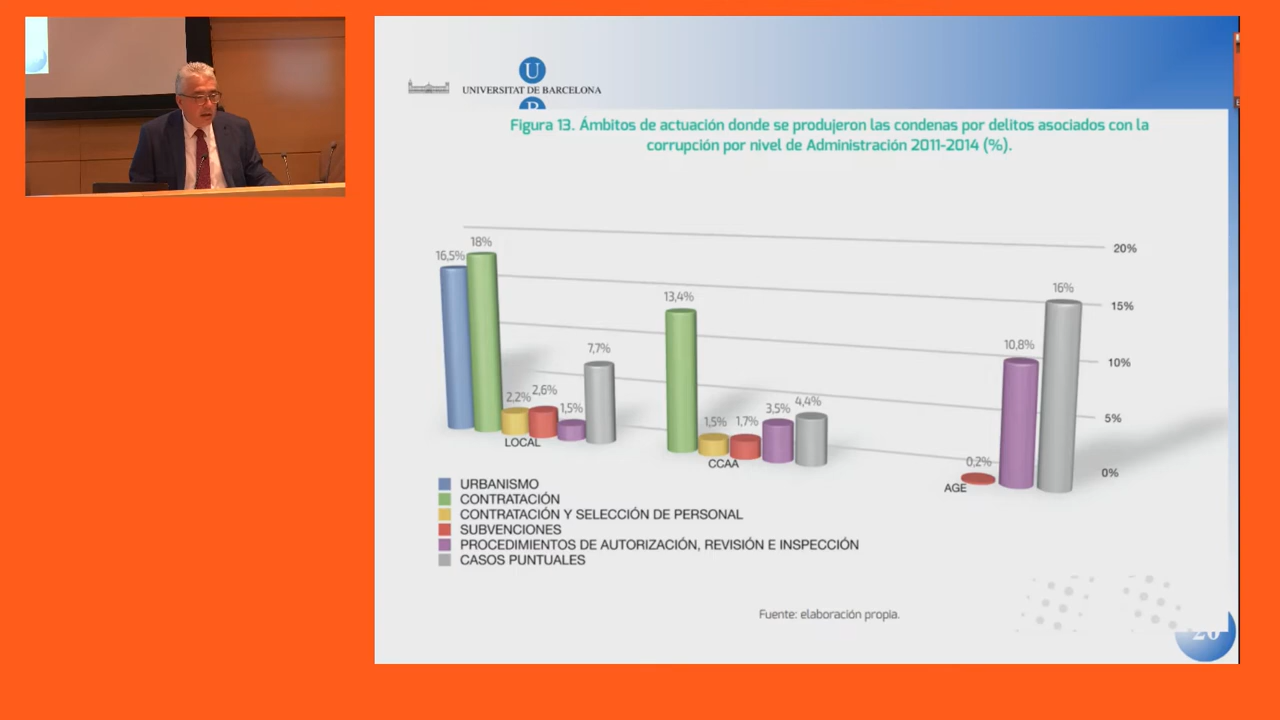 U
UNIVERSITAT DE BARCELONA
Figura 13. Ámbitos de actuación donde se produjeron las condenas por delitos asociados con la
corrupción por nivel de Administración 2011-2014 (%).
20%
15%
10%
5%
0%
16,5%
18%
2,2%
2,6%
1,5%
7,7%
LOCAL
13,4%
1,5%
1,7%
3,5%
4,4%
CCAA
0,2%
10,8%
16%
AGE
URBANISMO
CONTRATACIÓN
CONTRATACIÓN Y SELECCIÓN DE PERSONAL
SUBVENCIONES
PROCEDIMIENTOS DE AUTORIZACIÓN, REVISIÓN E INSPECCIÓN
CASOS PUNTUALES
Fuente: elaboración propia.